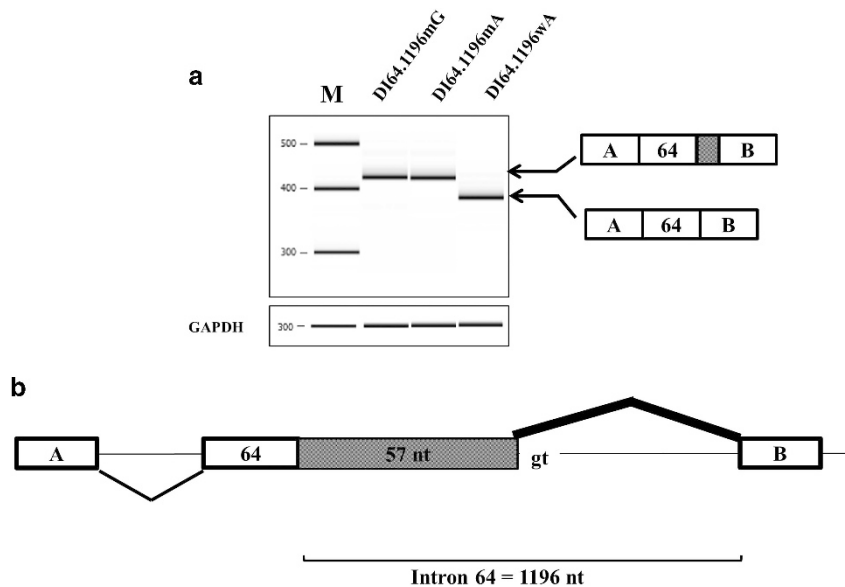 a
M
DI64.1196mG
DI64.1196mA
DI64.1196wA
500
400
300
A 64 B
A 64 B
GAPDH
300
b
A 64 57 nt gt B
Intron 64 = 1196 nt